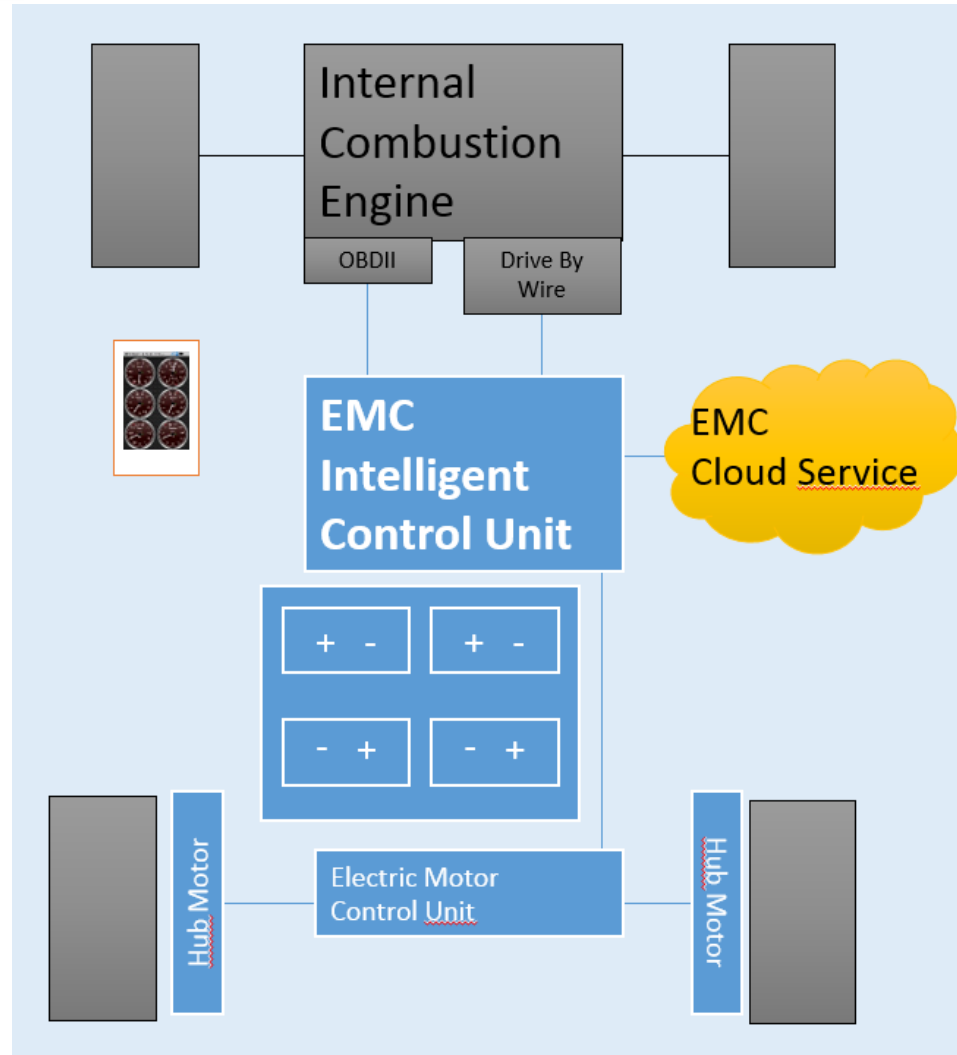 Internal
Combustion
Engine
OBDII
Drive By
Wire
EMC
Intelligent
Control Unit
EMC
Cloud Service
+ -
+ -
- +
- +
Hub Motor
Electric Motor
Control Unit
Hub Motor